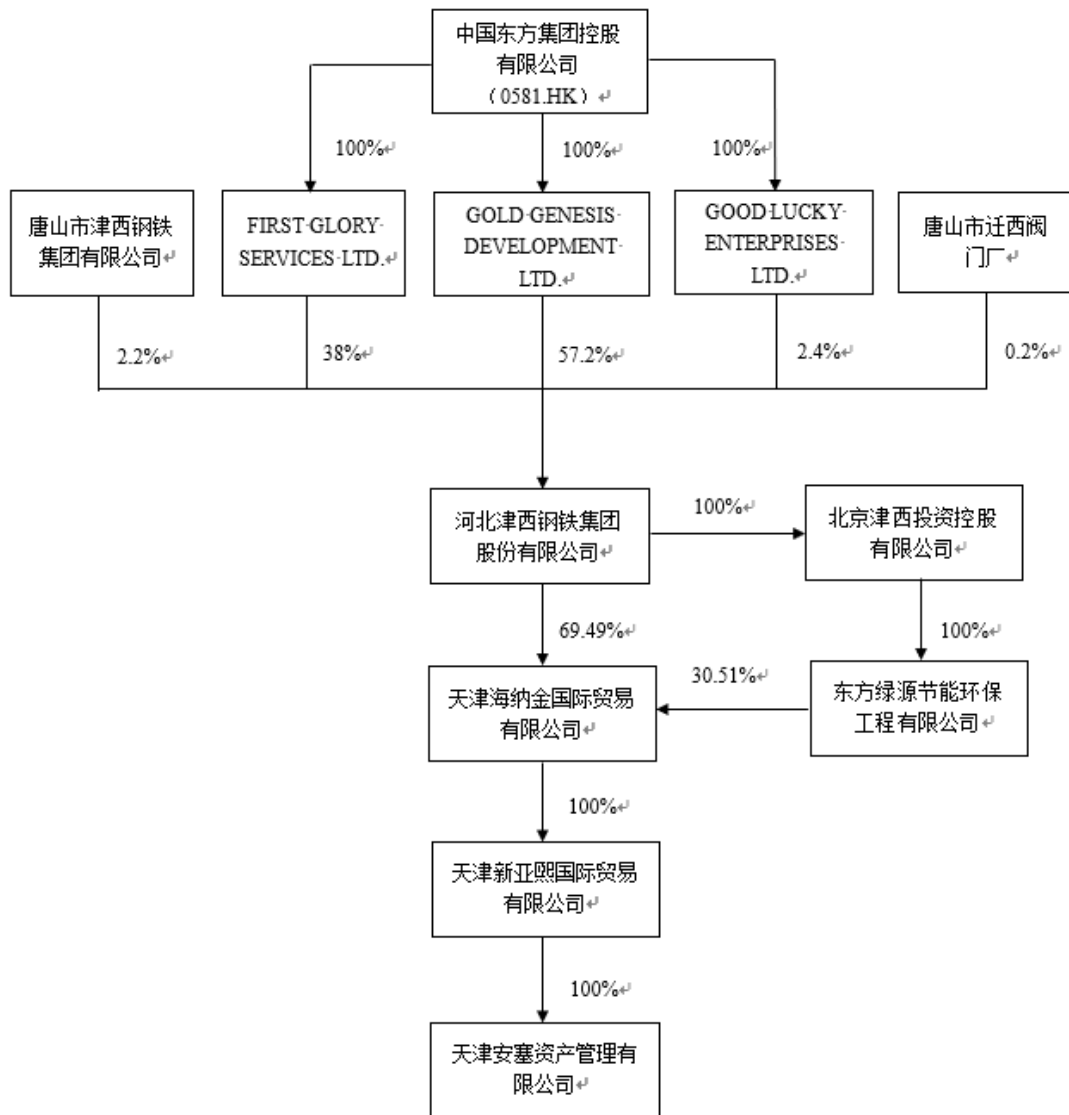 中国东方集团控股
有限公司
（0581.HK）↵
100%↵
100%↵
100%↵
唐山市津西钢铁
集团有限公司↵
FIRST·GLORY·
SERVICES·LTD.↵
GOLD·GENESIS·
DEVELOPMENT·
LTD.↵
GOOD·LUCKY·
ENTERPRISES·
LTD.↵
唐山市迁西阀
门厂↵
2.2%↵
38%↵
57.2%↵
2.4%↵
0.2%↵
河北津西钢铁集团
股份有限公司↵
100%↵
北京津西投资控股
有限公司↵
69.49%↵
100%↵
天津海纳金国际贸易
有限公司↵
30.51%↵
东方绿源节能环保
工程有限公司↵
100%↵
天津新亚熙国际贸易
有限公司↵
100%↵
天津安塞资产管理有
限公司↵